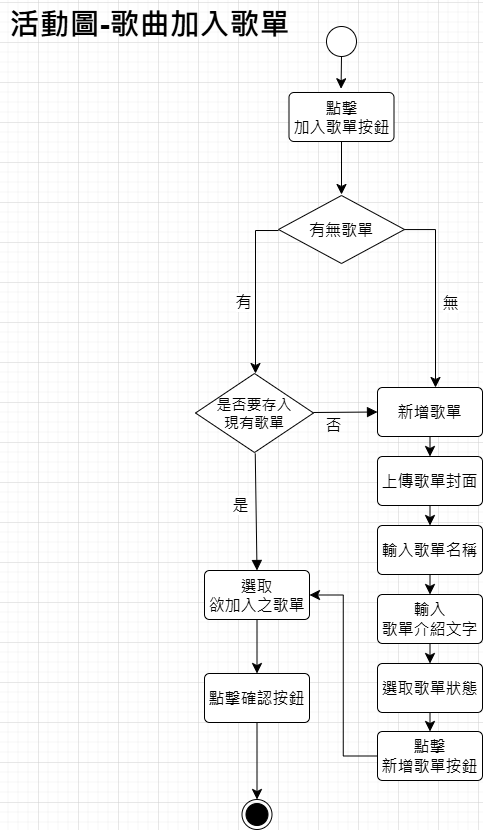 活動圖-歌曲加入歌單
點擊
加入歌單按鈕
有無歌單
有
無
是否要存入
現有歌單
否
新增歌單
上傳歌單封面
輸入歌單名稱
是
選取
欲加入之歌單
輸入
歌單介紹文字
選取歌單狀態
點擊確認按鈕
點擊
新增歌單按鈕